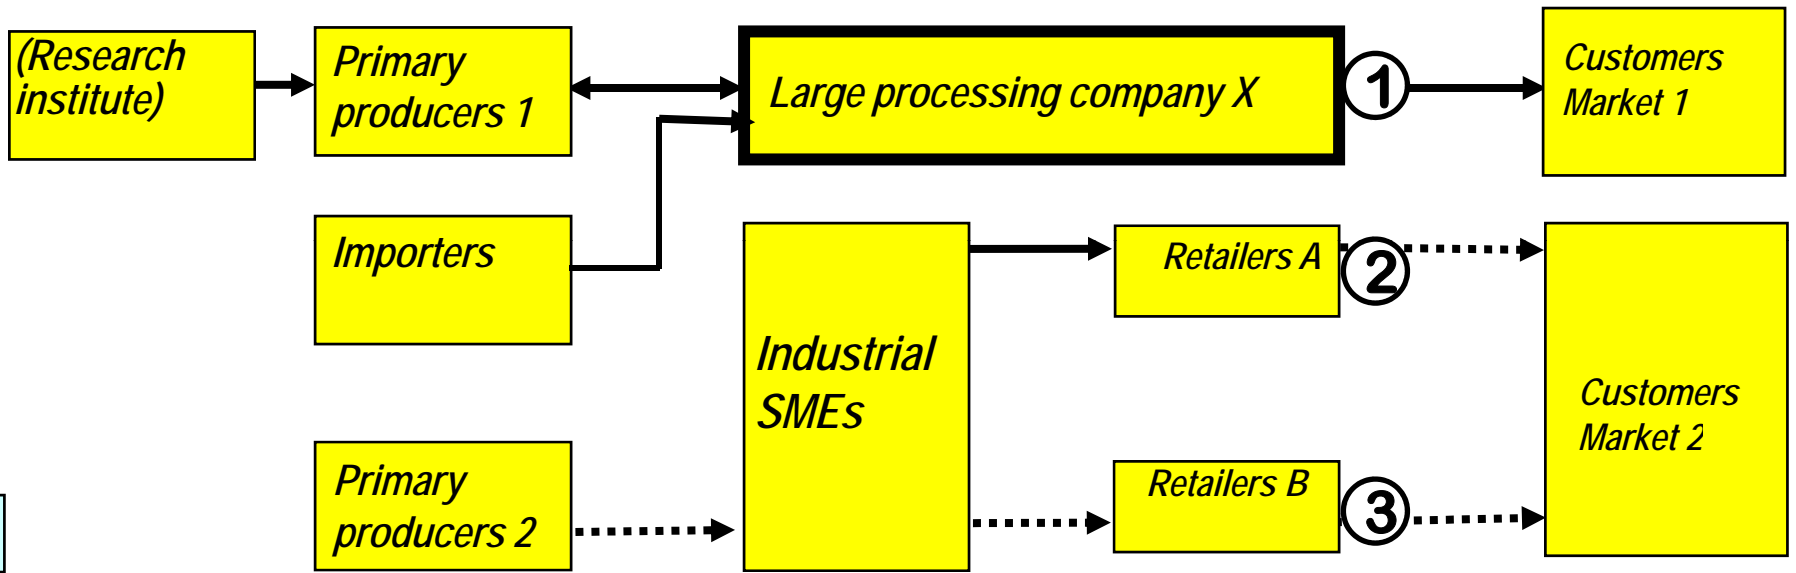 (Research
institute)
Primary
producers 1
Large processing company X
1
Customers
Market 1
Importers
Industrial
SMEs
Retailers A
2
Customers
Market 2
Primary
producers 2
Retailers B
3